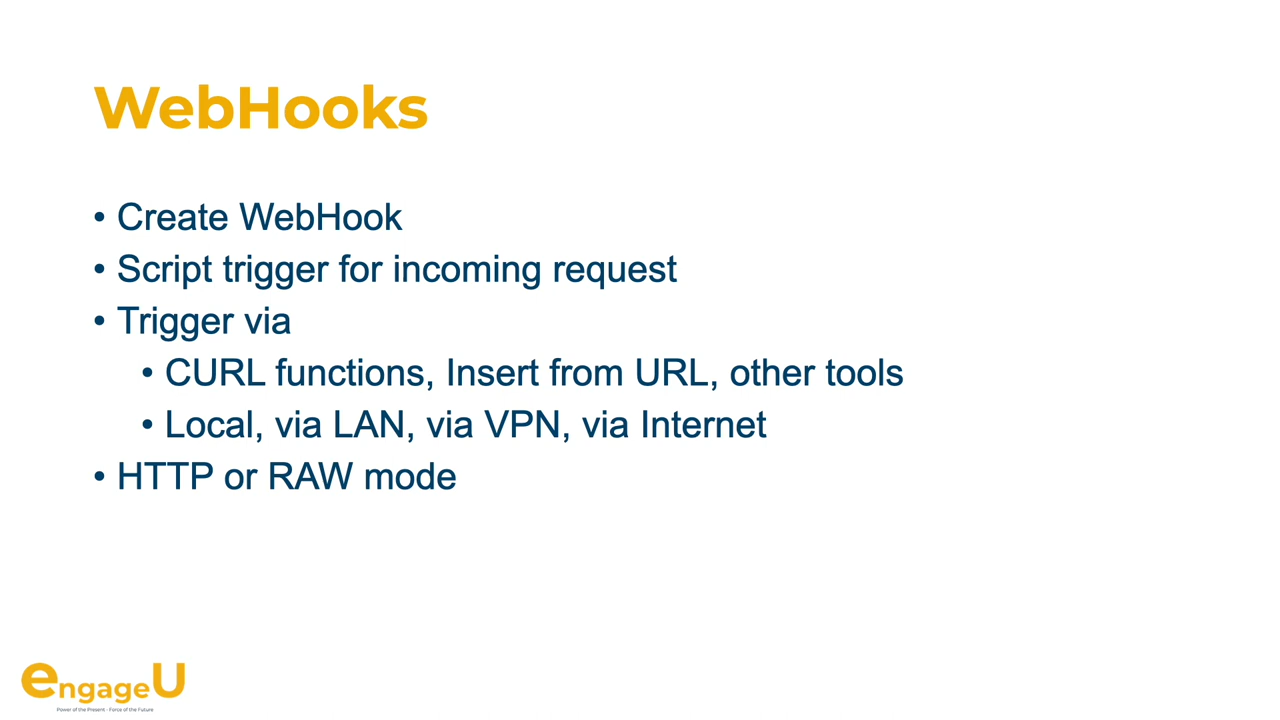 WebHooks
• Create WebHook
• Script trigger for incoming request
• Trigger via
• CURL functions, Insert from URL, other tools
• Local, via LAN, via VPN, via Internet
• HTTP or RAW mode
engageU
Power of the Present - Force of the Future